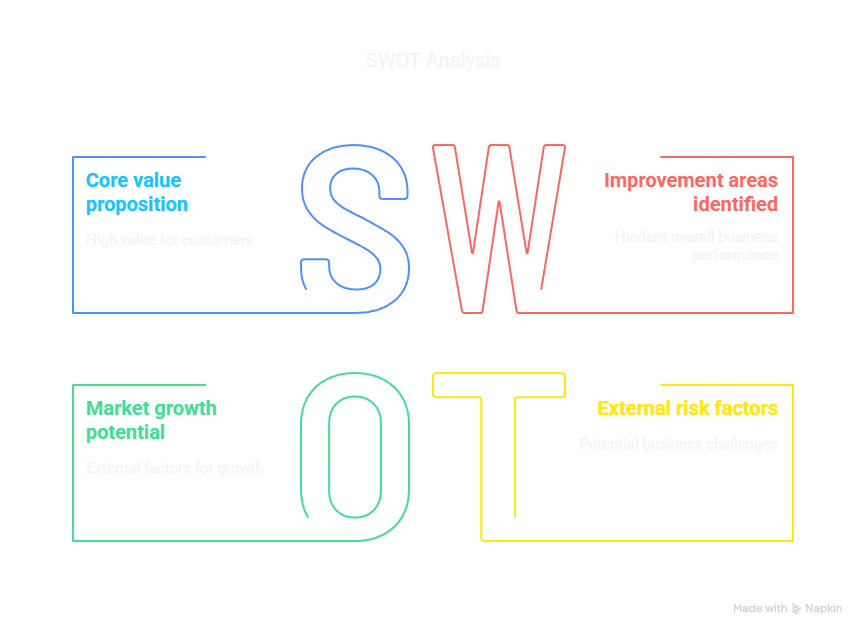 SWOT Analysis
S
W
Core value
proposition
High value for customers
Improvement areas
identified
Hinders overall business
performance
O
T
Market growth
potential
External factors for growth
External risk factors
Potential business challenges
Made with Napkin